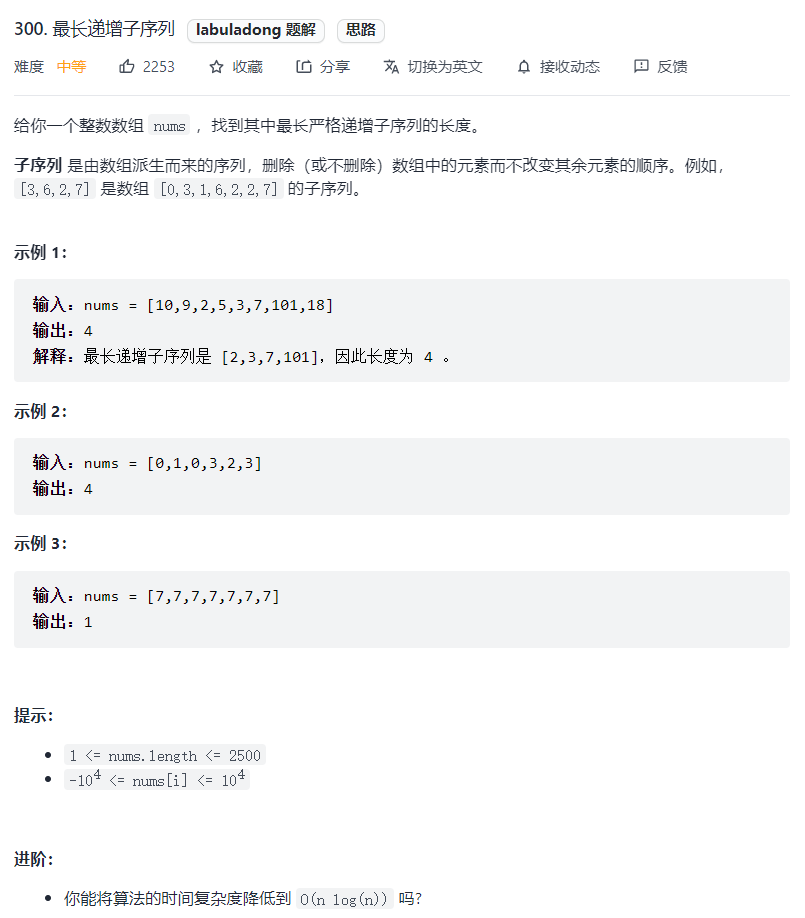 300. 最长递增子序列 labuladong 题解 思路
难度 中等 2253 收藏 分享 切换为英文 接收动态 反馈
给你一个整数数组 nums ，找到其中最长严格递增子序列的长度。
子序列 是由数组派生而来的序列，删除（或不删除）数组中的元素而不改变其余元素的顺序。例如，
[3,6,2,7] 是数组 [0,3,1,6,2,2,7] 的子序列。
示例 1：
输入：nums = [10,9,2,5,3,7,101,18]
输出：4
解释：最长递增子序列是 [2,3,7,101]，因此长度为 4 。
示例 2：
输入：nums = [0,1,0,3,2,3]
输出：4
示例 3：
输入：nums = [7,7,7,7,7,7,7]
输出：1
提示：
• 1 <= nums.length <= 2500
• -10⁴ <= nums[i] <= 10⁴
进阶：
• 你能将算法的时间复杂度降低到 O(n log(n)) 吗?